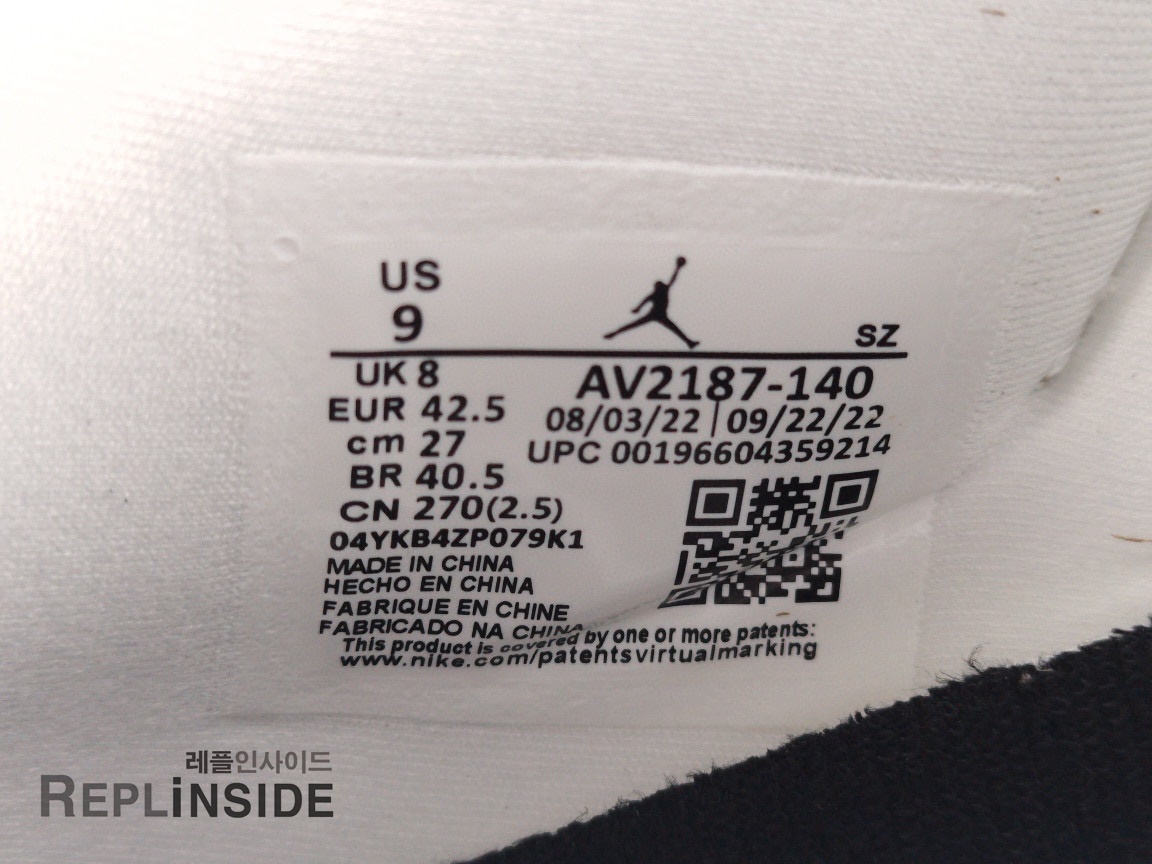 US
9
SZ
UK 8
EUR 42.5
cm 27
BR 40.5
CN 270(2.5)
04YKB4ZP079K1
AV2187-140
08/03/22 | 09/22/22
UPC 00196604359214
MADE IN CHINA
HECHO EN CHINA
FABRIQUE EN CHINE
FABRICADO NA CHINA
This product is covered by one or more patents:
www.nike.com/patentsvirtualmarking
레플인사이드
REPLINSIDE